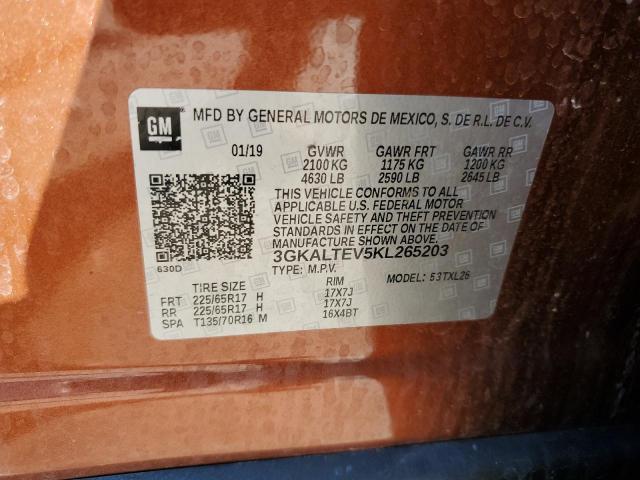 GM MFD BY GENERAL MOTORS DE MEXICO, S. DE R.L. DE C.V.
01/19 GVWR GAWR FRT GAWR RR
2100 KG 1175 KG 1200 KG
4630 LB 2590 LB 2645 LB
THIS VEHICLE CONFORMS TO ALL
APPLICABLE U.S. FEDERAL MOTOR
VEHICLE SAFETY AND THEFT PREVENTION
STANDARDS IN EFFECT ON THE DATE OF
MANUFACTURE SHOWN ABOVE.
3GKALTEV5KL265203
630D
TYPE: M.P.V. MODEL: 53TXL26
TIRE SIZE RIM
FRT 225/65R17 H 17X7J
RR 225/65R17 H 17X7J
SPA T135/70R16 M 16X4BT